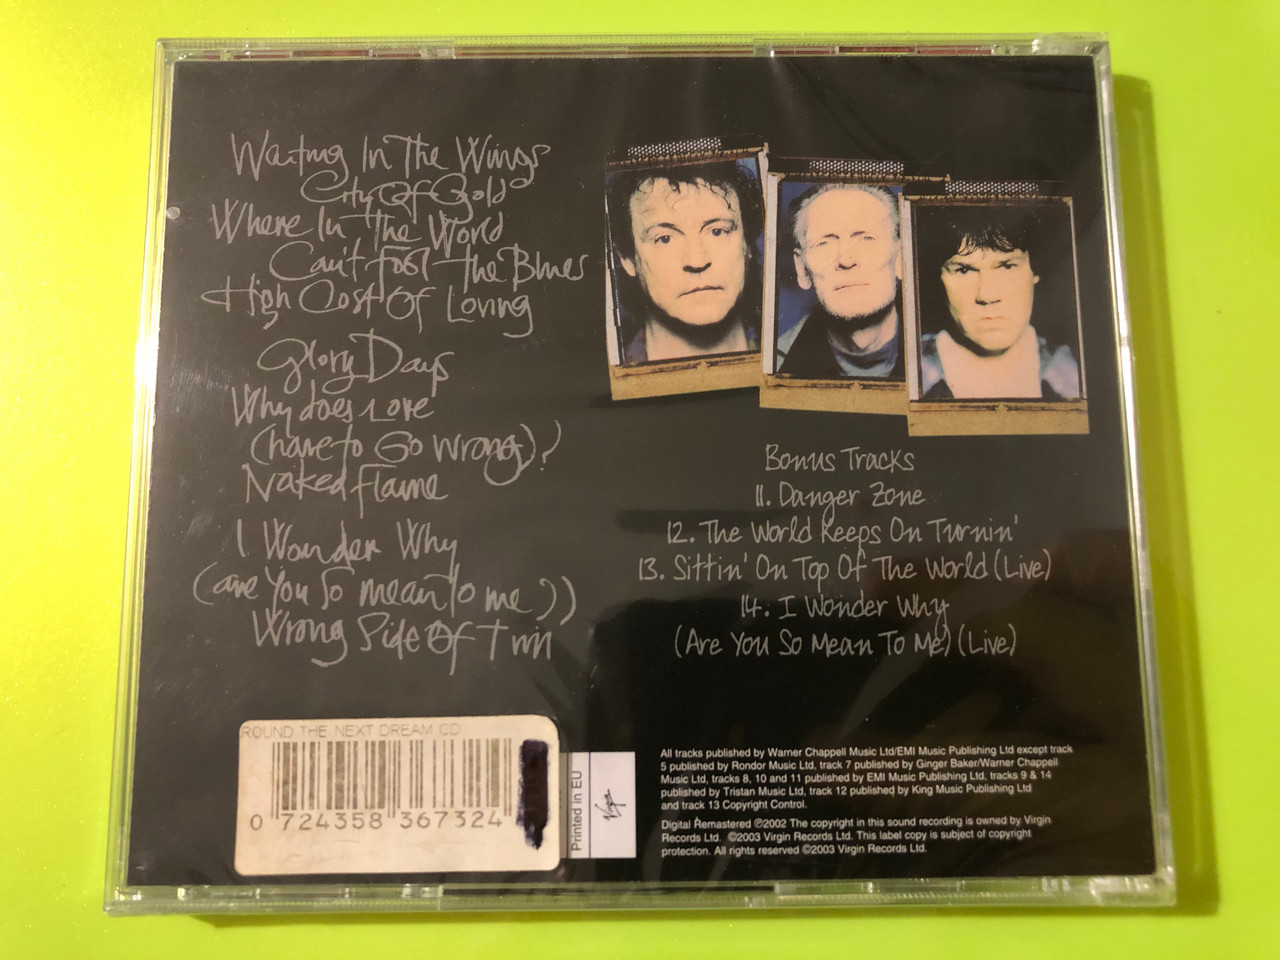 Waiting In The Wings
City Of Gold
Where In The World
Can't Fool The Blues
High Cost Of Loving
Glory Days
Why does Love
(have to Go wrong)?
Naked Flame
I Wonder Why
(are You So mean To me?)
Wrong Side Of Town
Bonus Tracks
11. Danger Zone
12. The World Keeps On Turnin'
13. Sittin' On Top Of The World (Live)
14. I Wonder Why
(Are You So Mean To Me?) (Live)
ROUND THE NEXT DREAM CD
0 724358 367324
Printed in EU
Virgin
All tracks published by Warner Chappell Music Ltd/EMI Music Publishing Ltd except track
5 published by Rondor Music Ltd, track 7 published by Ginger Baker/Warner Chappell
Music Ltd, tracks 8, 10 and 11 published by EMI Music Publishing Ltd, tracks 9 & 14
published by Tristan Music Ltd, track 12 published by King Music Publishing Ltd
and track 13 Copyright Control.
Digital Remastered ℗2002 The copyright in this sound recording is owned by Virgin
Records Ltd. ©2003 Virgin Records Ltd. This label copy is subject of copyright
protection. All rights reserved ©2003 Virgin Records Ltd.